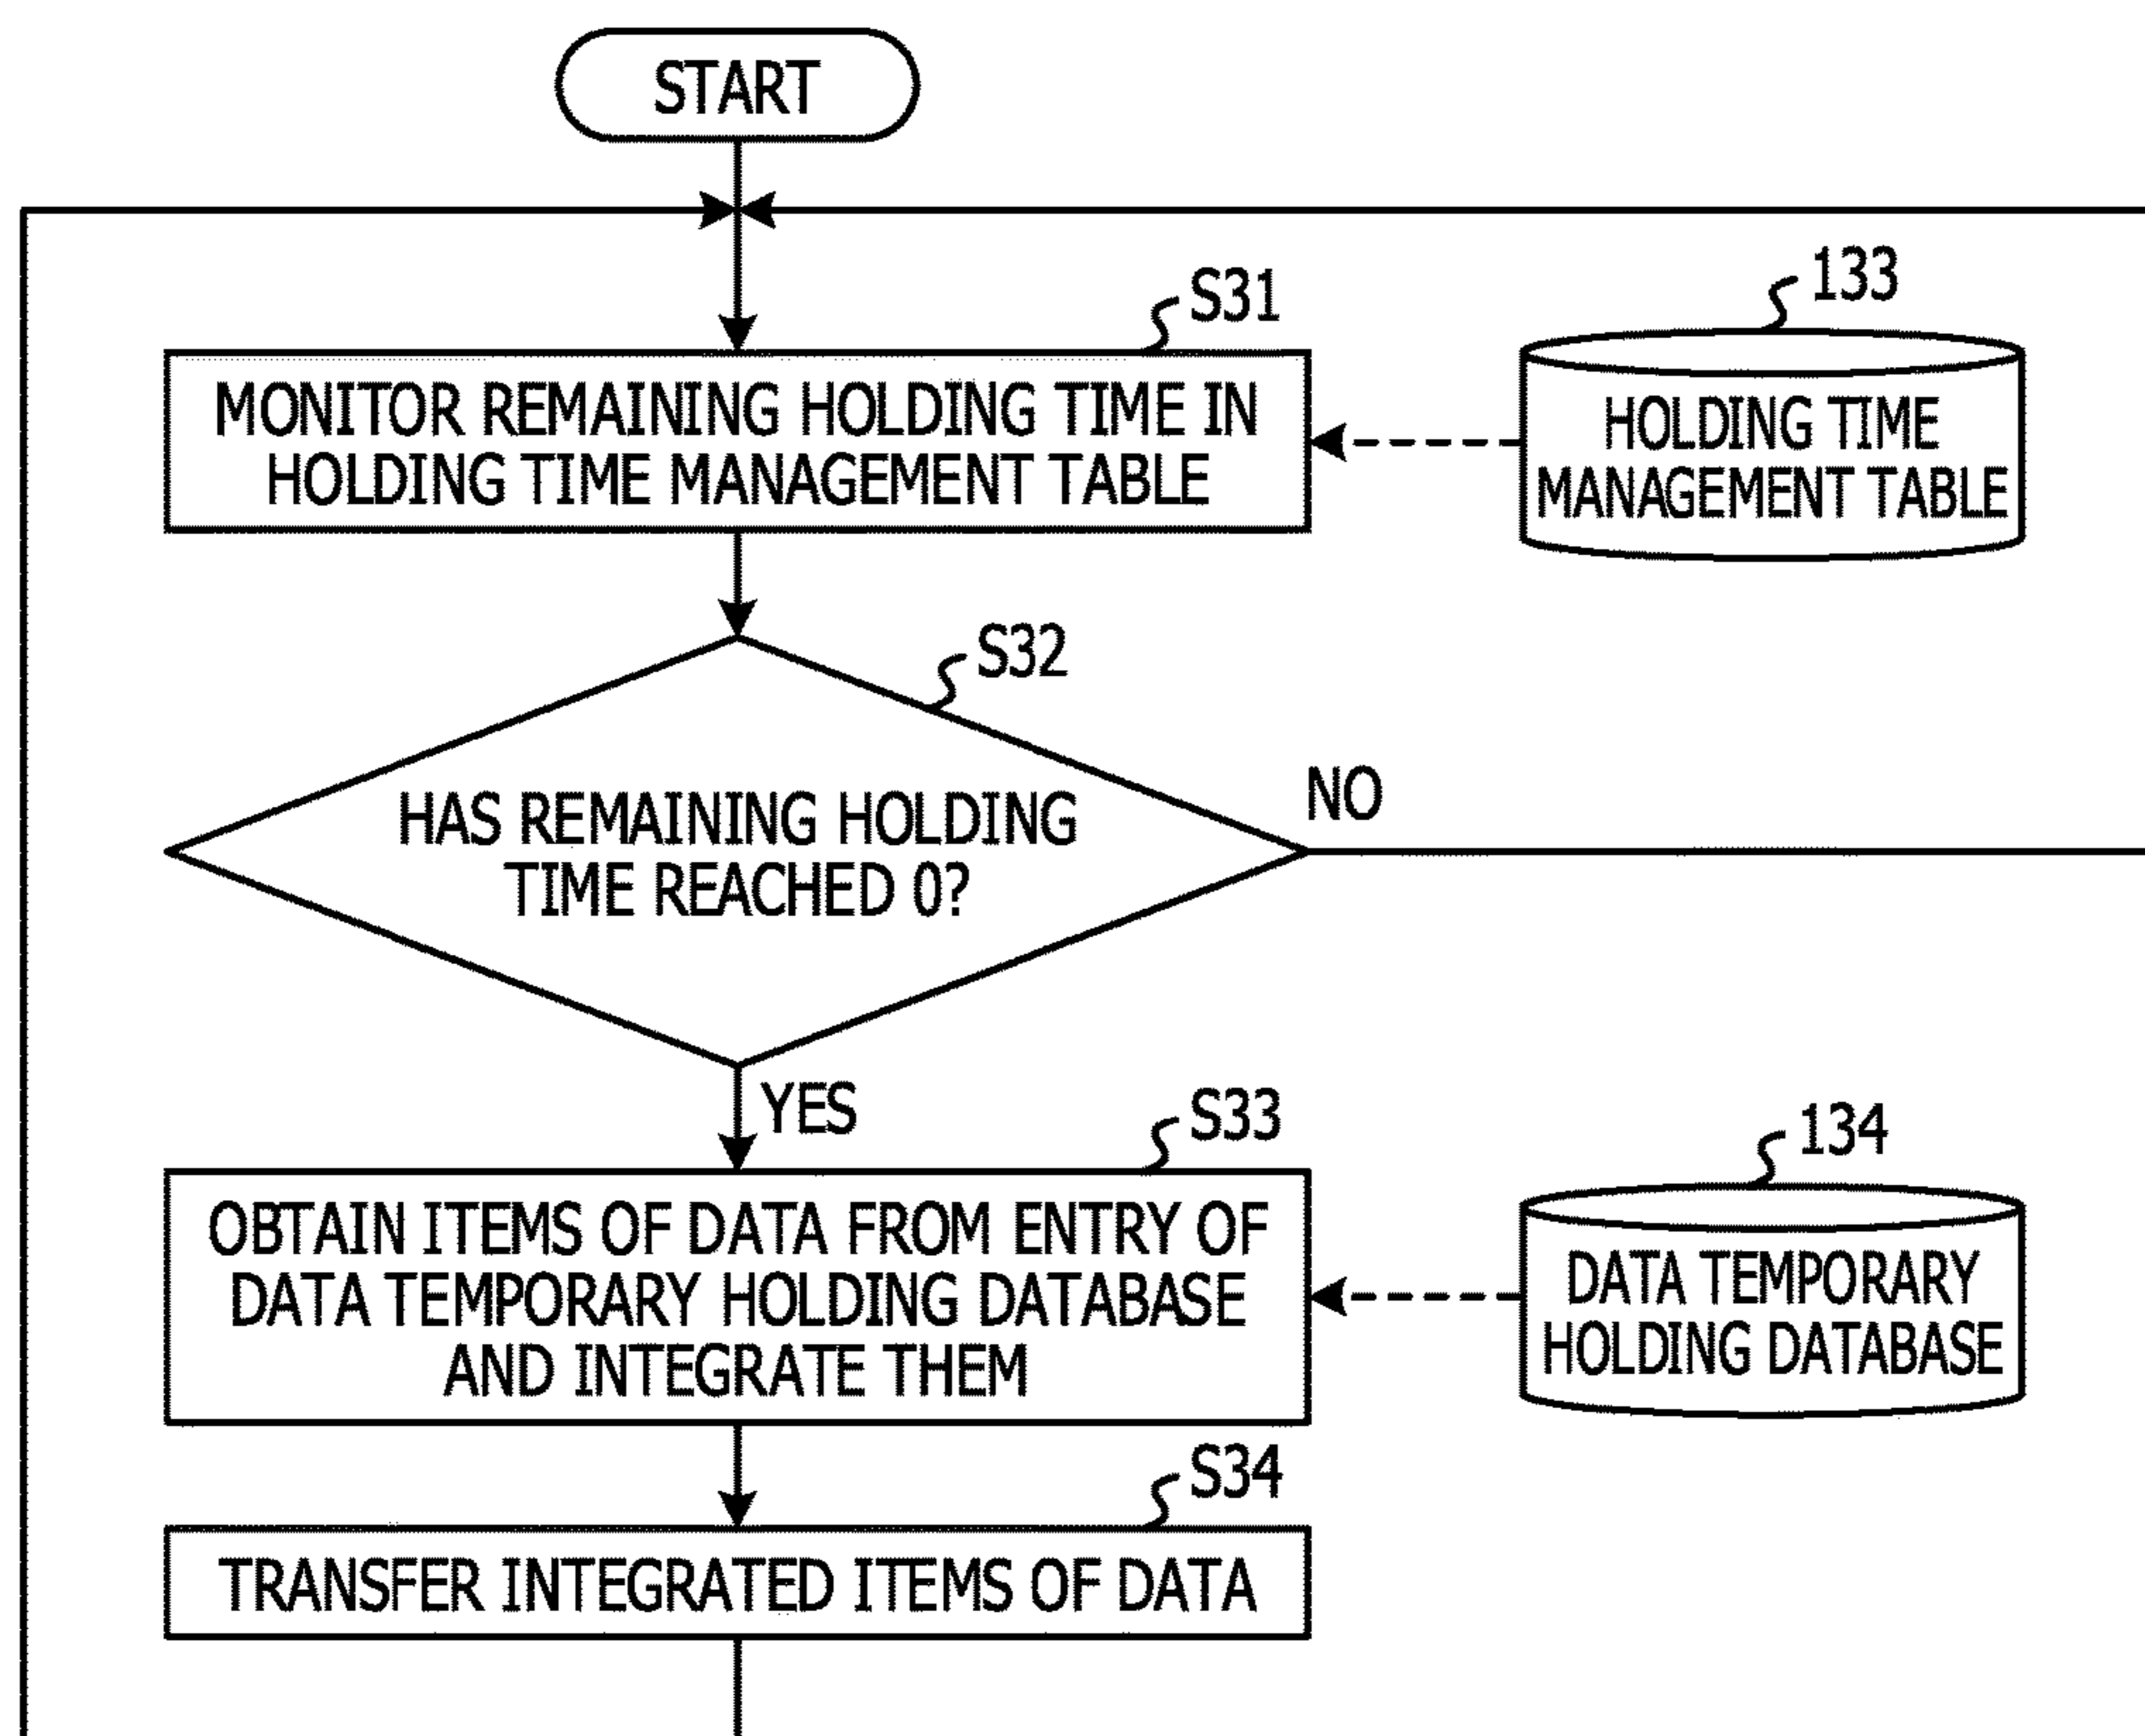 START
S31
133
MONITOR REMAINING HOLDING TIME IN
HOLDING TIME MANAGEMENT TABLE
HOLDING TIME
MANAGEMENT TABLE
S32
HAS REMAINING HOLDING
TIME REACHED 0?
NO
YES
S33
134
OBTAIN ITEMS OF DATA FROM ENTRY OF
DATA TEMPORARY HOLDING DATABASE
AND INTEGRATE THEM
DATA TEMPORARY
HOLDING DATABASE
S34
TRANSFER INTEGRATED ITEMS OF DATA